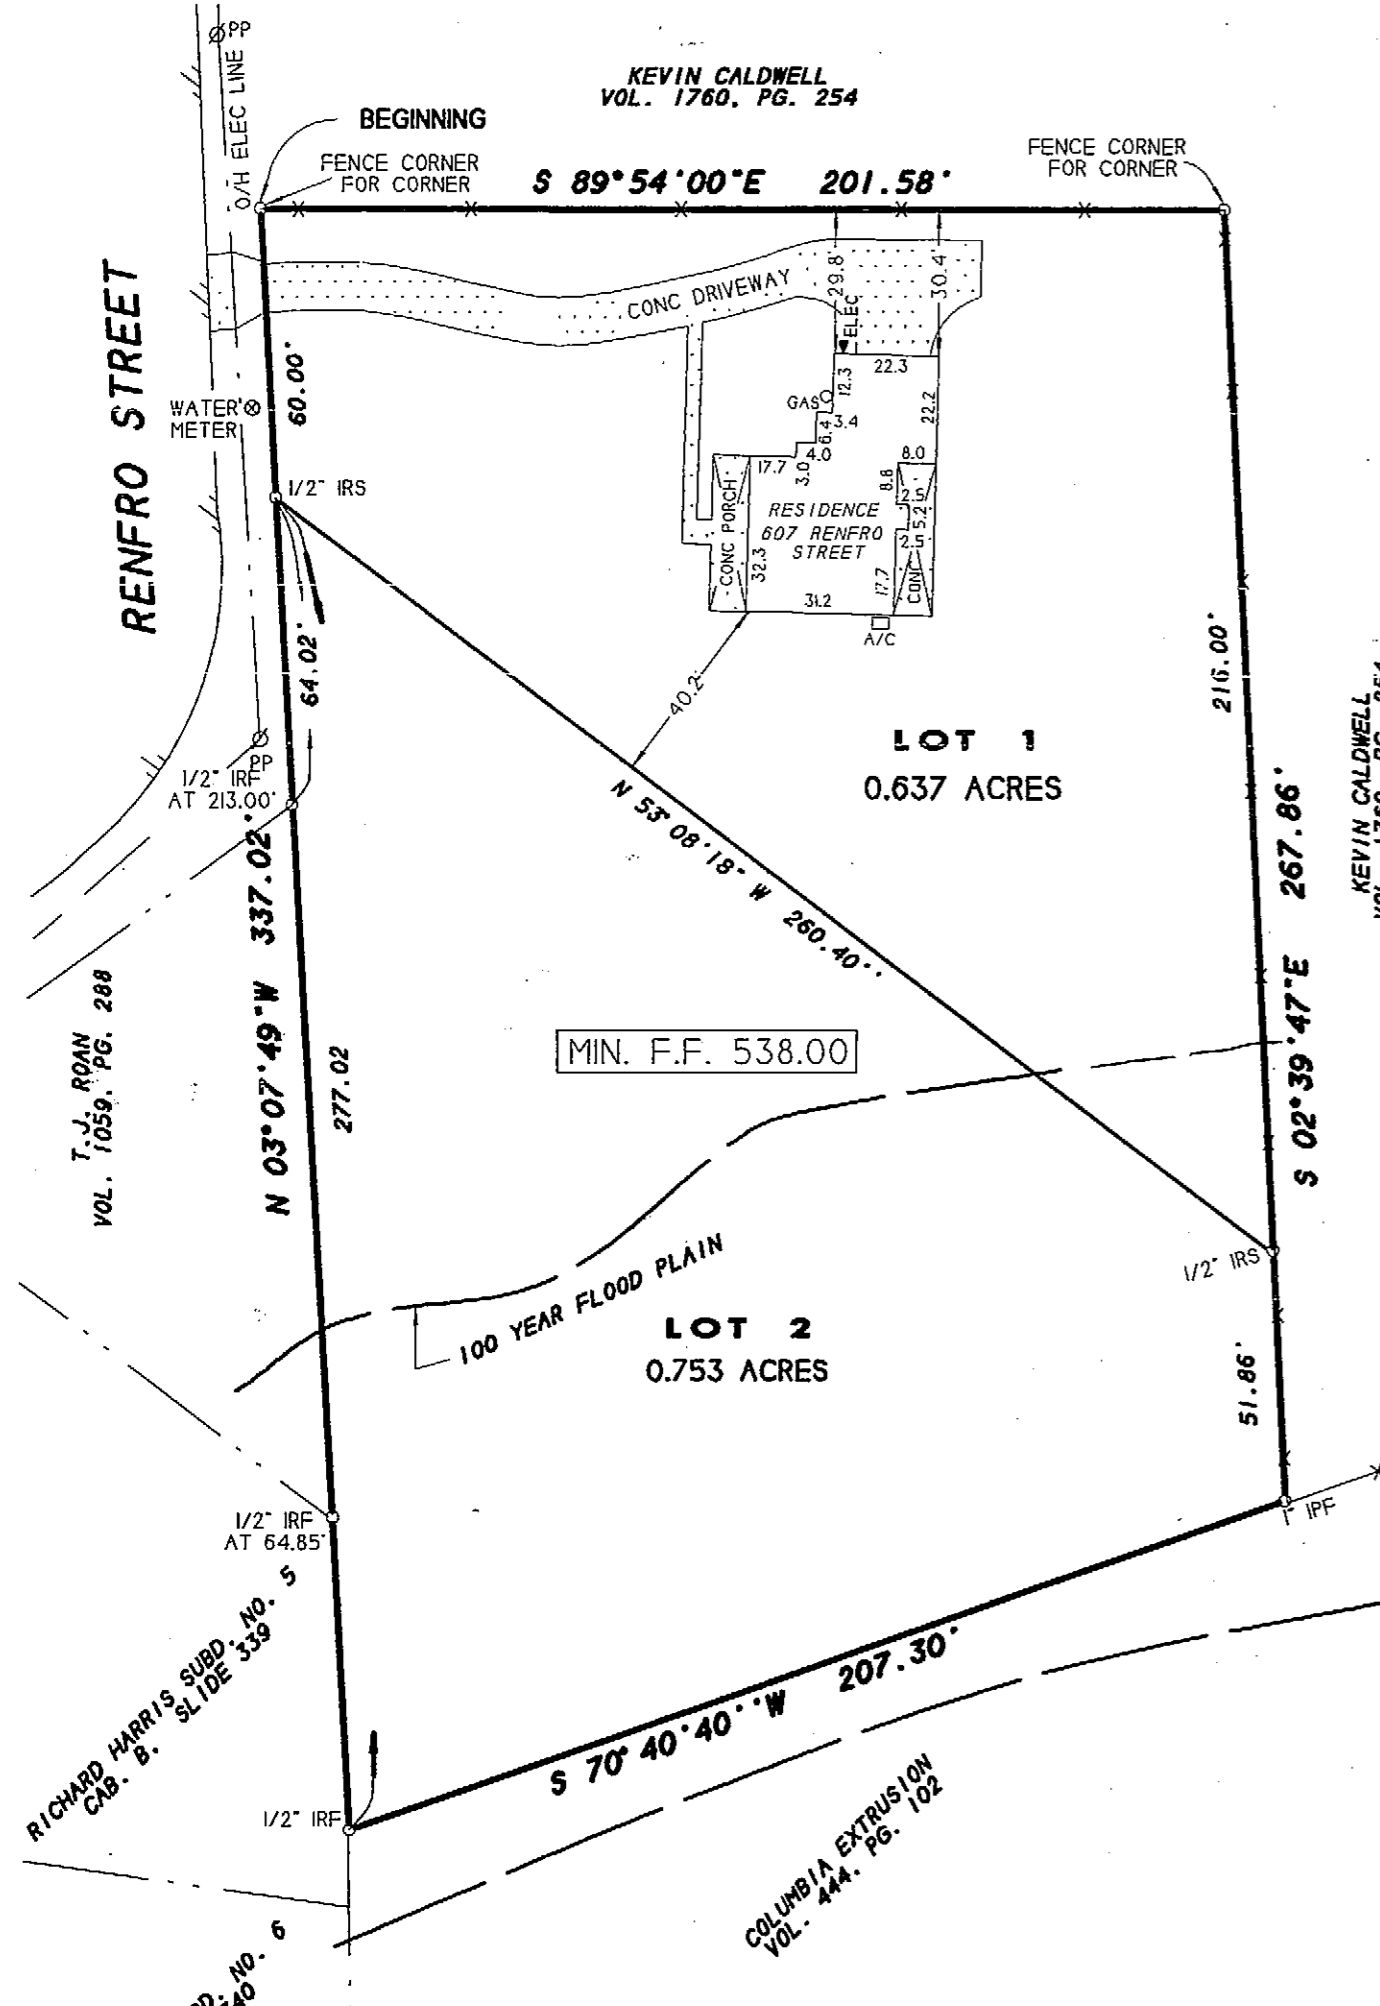 PP
O/H ELEC LINE
KEVIN CALDWELL
VOL. 1760, PG. 254
BEGINNING
FENCE CORNER
FOR CORNER
S 89°54'00"E 201.58'
FENCE CORNER
FOR CORNER
RENFRO STREET
CONC DRIVEWAY
29.8
30.4
ELEC
60.00'
WATER
METER
1/2" IRS
22.3
12.3
GAS
3.4
6.4
4.0
3.0
17.7
22.2
8.0
8.8
2.5
5.2
2.5
17.7
CONC
CONC PORCH
RESIDENCE
607 RENFRO
STREET
32.3
31.2
A/C
40.2'
64.02'
PP
1/2" IRF
AT 213.00'
216.00'
LOT 1
0.637 ACRES
N 53°08'18" W 260.40'
KEVIN CALDWELL
S 02°39'47"E 267.86'
N 03°07'49"W 337.02'
277.02
T.J. ROAN
VOL. 1059, PG. 288
MIN. F.F. 538.00
100 YEAR FLOOD PLAIN
1/2" IRS
LOT 2
0.753 ACRES
51.86'
1" IPF
1/2" IRF
AT 64.85'
RICHARD HARRIS SUBD. NO. 5
CAB. B. SLIDE 339
S 70°40'40''W 207.30'
1/2" IRF
COLUMBIA EXTRUSION
VOL. 444, PG. 102
NO. 6